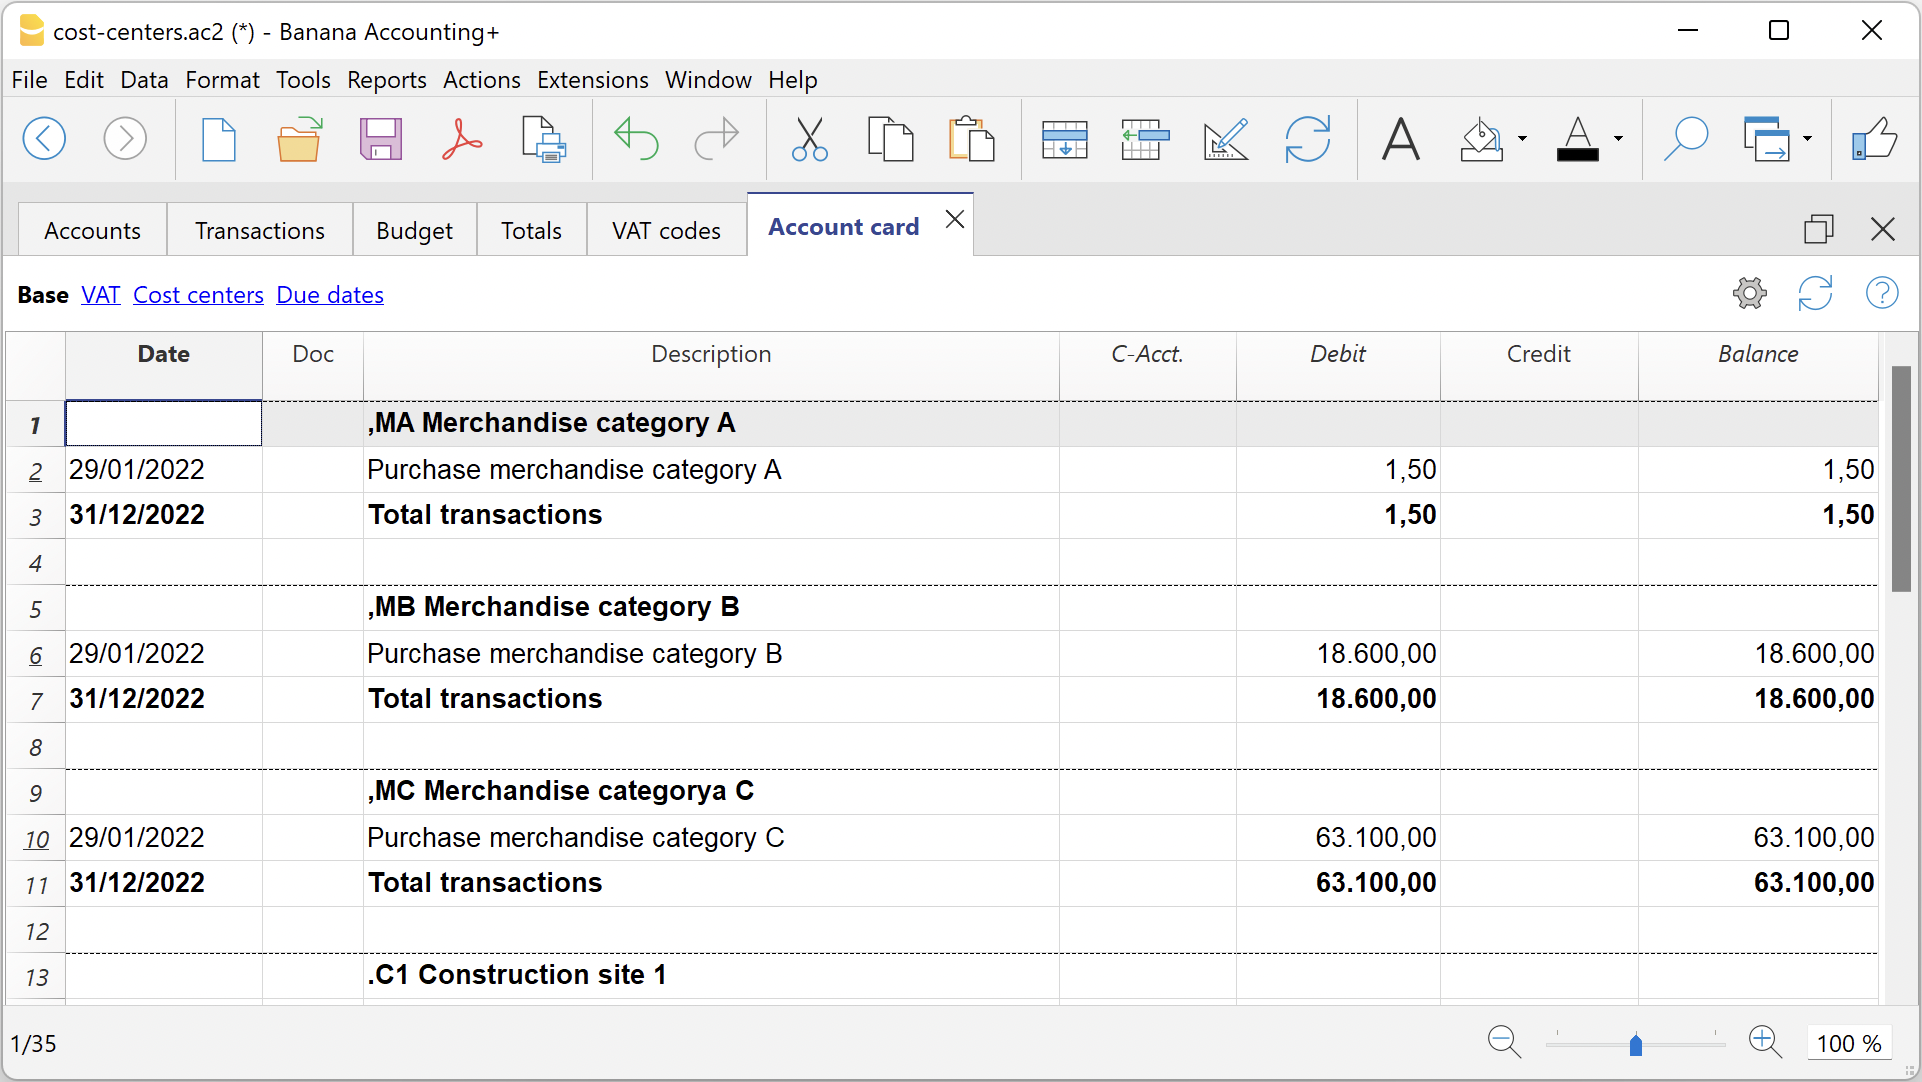 cost-centers.ac2 (*) - Banana Accounting+
File Edit Data Format Tools Reports Actions Extensions Window Help
Accounts Transactions Budget Totals VAT codes Account card
Base VAT Cost centers Due dates
Date Doc Description C-Acct. Debit Credit Balance
1 ,MA Merchandise category A
2 29/01/2022 Purchase merchandise category A 1,50 1,50
3 31/12/2022 Total transactions 1,50 1,50
4
5 ,MB Merchandise category B
6 29/01/2022 Purchase merchandise category B 18.600,00 18.600,00
7 31/12/2022 Total transactions 18.600,00 18.600,00
8
9 ,MC Merchandise categorya C
10 29/01/2022 Purchase merchandise category C 63.100,00 63.100,00
11 31/12/2022 Total transactions 63.100,00 63.100,00
12
13 .C1 Construction site 1
1/35 100 %